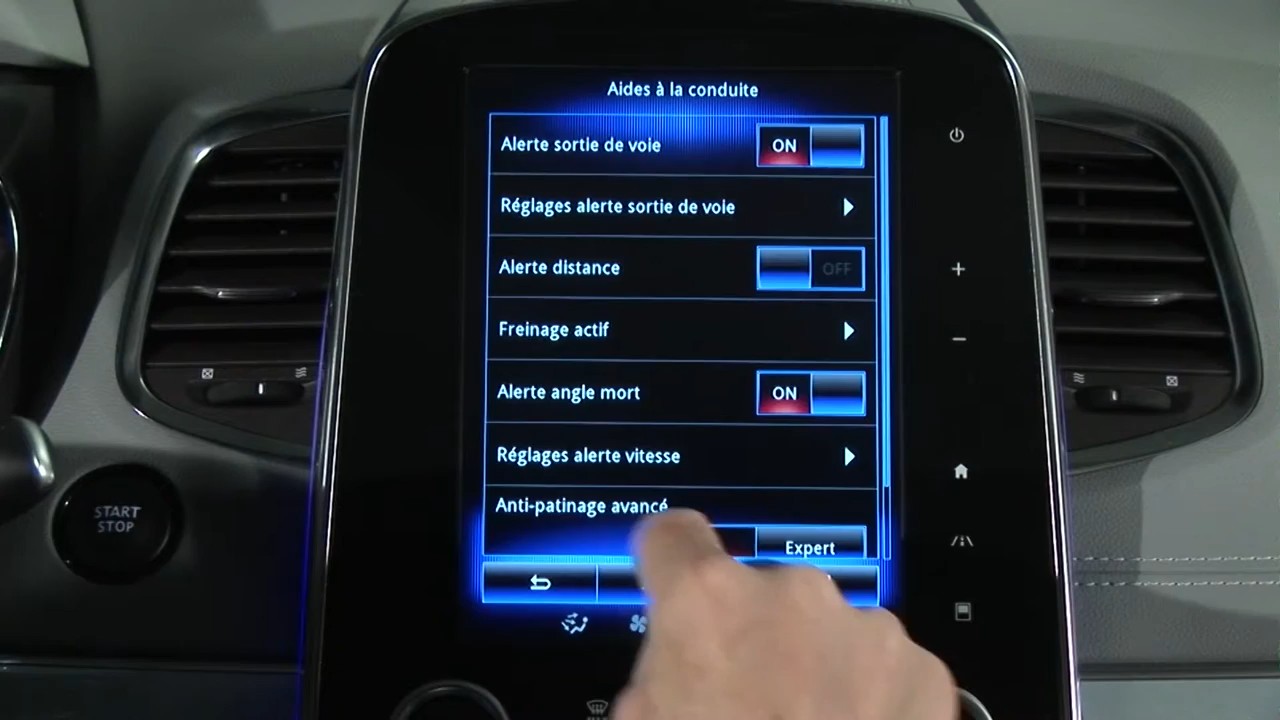 Aides à la conduite
Alerte sortie de voie ON
Réglages alerte sortie de voie
Alerte distance OFF
Freinage actif
Alerte angle mort ON
Réglages alerte vitesse
Anti-patinage avancé
Expert
START
STOP